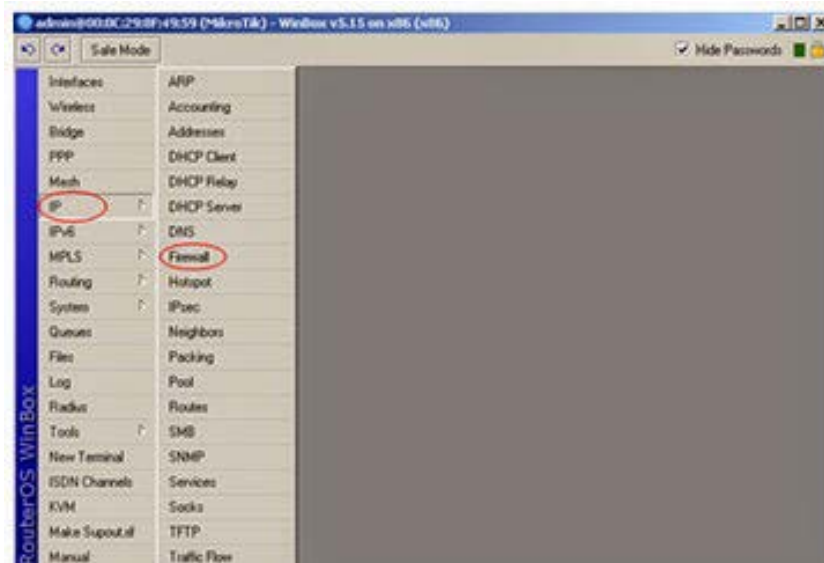 admin@00:0C:29:8F:49:59 (MikroTik) - WinBox v5.15 on x86 (x86)
Safe Mode
Hide Passwords
Interfaces
Wireless
Bridge
PPP
Mesh
IP
IPv6
MPLS
Routing
System
Queues
Files
Log
Radius
Tools
New Terminal
ISDN Channels
KVM
Make Supout.rif
Manual
ARP
Accounting
Addresses
DHCP Client
DHCP Relay
DHCP Server
DNS
Firewall
Hotspot
IPsec
Neighbors
Packing
Pool
Routes
SMB
SNMP
Services
Socks
TFTP
Traffic Flow
RouterOS WinBox